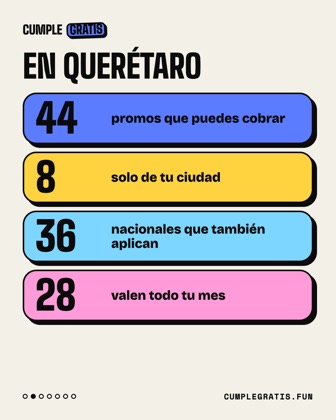 CUMPLE GRATIS
EN QUERÉTARO
44 promos que puedes cobrar
8 solo de tu ciudad
36 nacionales que también
aplican
28 valen todo tu mes
CUMPLEGRATIS.FUN